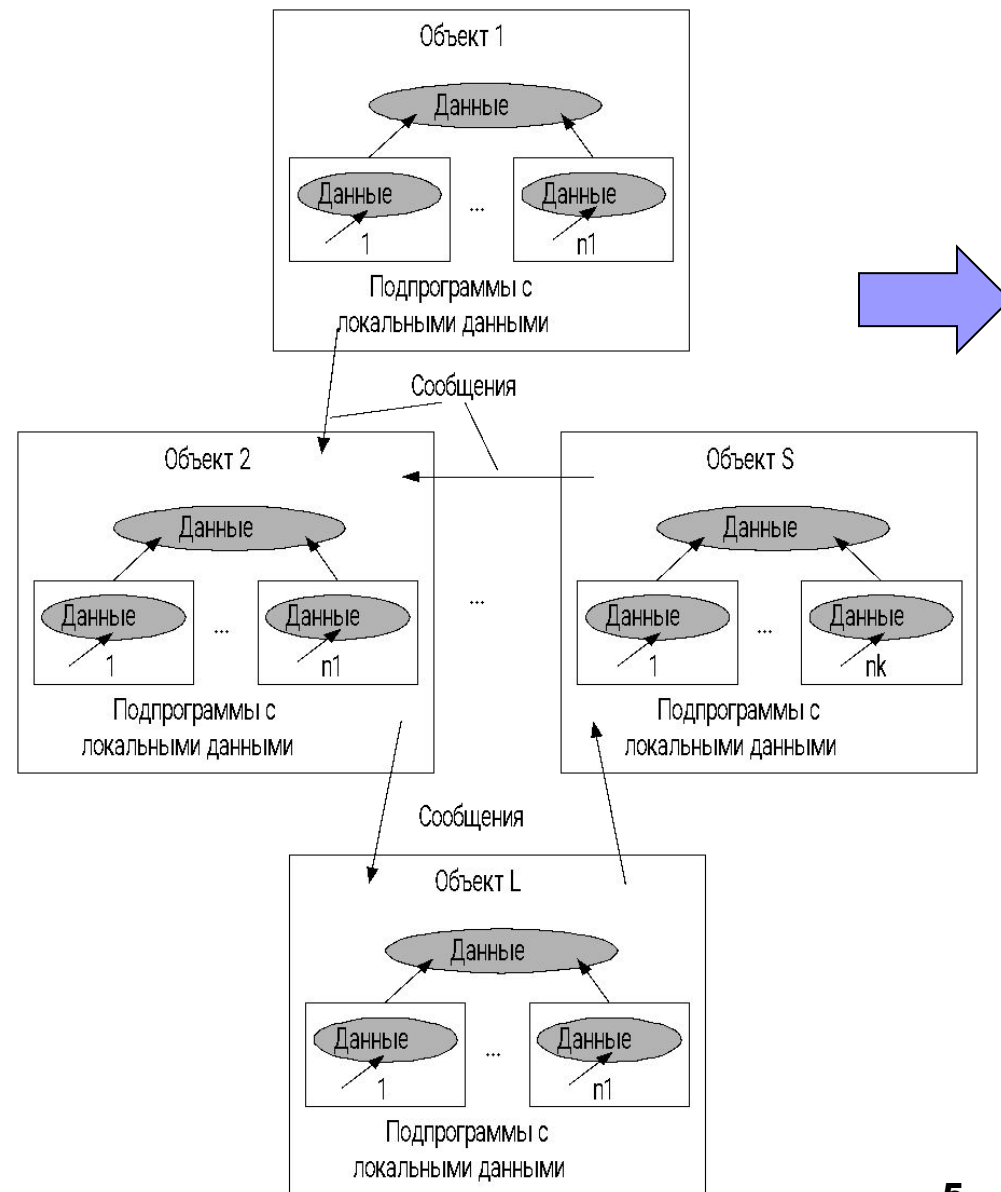 Объект 1
Данные
Данные
Данные
...
1
n1
Подпрограммы с
локальными данными
Сообщения
Объект 2
Данные
Данные
Данные
...
1
n1
Подпрограммы с
локальными данными
...
Объект S
Данные
Данные
Данные
...
1
nk
Подпрограммы с
локальными данными
Сообщения
Объект L
Данные
Данные
Данные
...
1
n1
Подпрограммы с
локальными данными
5